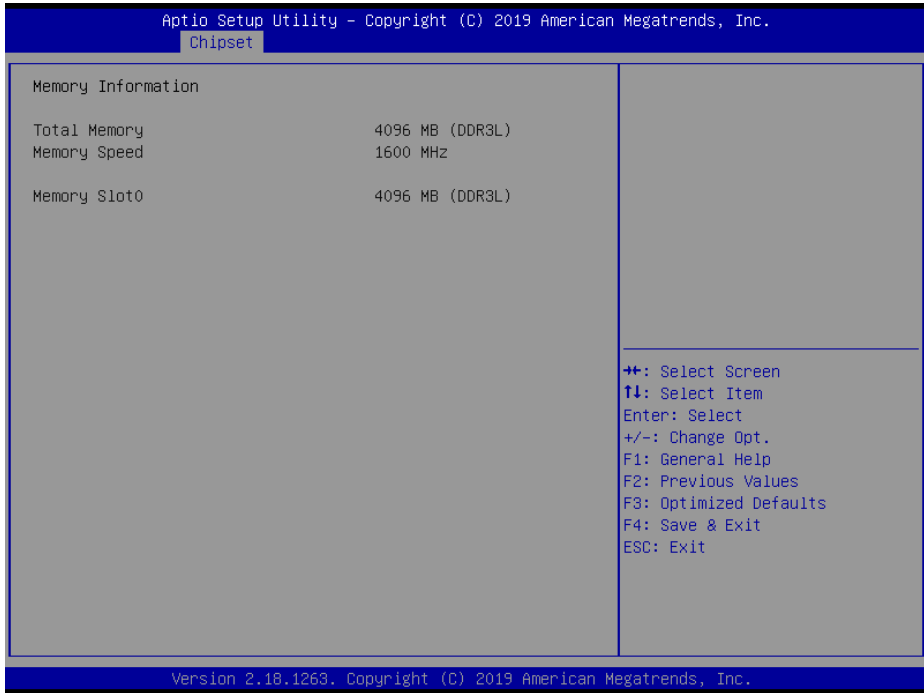 Aptio Setup Utility – Copyright (C) 2019 American Megatrends, Inc.
Chipset
Memory Information
Total Memory 4096 MB (DDR3L)
Memory Speed 1600 MHz
Memory Slot0 4096 MB (DDR3L)
→←: Select Screen
↑↓: Select Item
Enter: Select
+/-: Change Opt.
F1: General Help
F2: Previous Values
F3: Optimized Defaults
F4: Save & Exit
ESC: Exit
Version 2.18.1263. Copyright (C) 2019 American Megatrends, Inc.